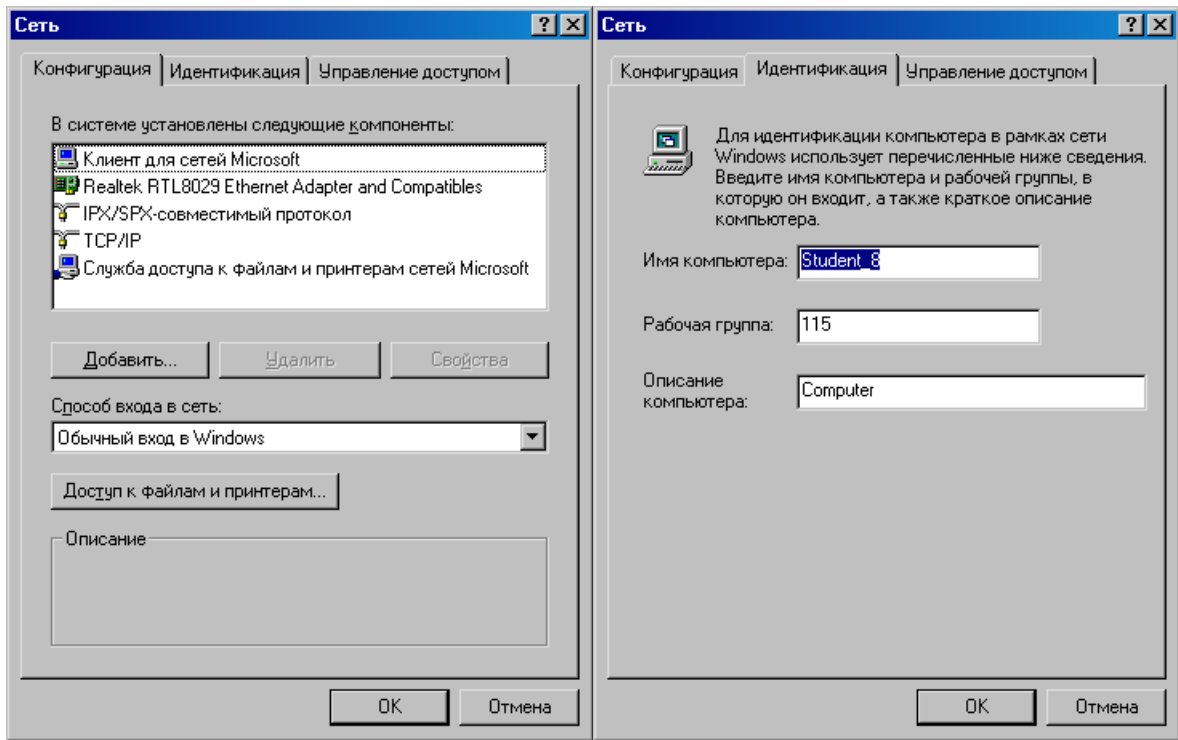 Сеть
Конфигурация Идентификация Управление доступом
В системе установлены следующие компоненты:
Клиент для сетей Microsoft
Realtek RTL8029 Ethernet Adapter and Compatibles
IPX/SPX-совместимый протокол
TCP/IP
Служба доступа к файлам и принтерам сетей Microsoft
Добавить... Удалить Свойства
Способ входа в сеть:
Обычный вход в Windows
Доступ к файлам и принтерам...
Описание
OK Отмена
Сеть
Конфигурация Идентификация Управление доступом
Для идентификации компьютера в рамках сети
Windows использует перечисленные ниже сведения.
Введите имя компьютера и рабочей группы, в
которую он входит, а также краткое описание
компьютера.
Имя компьютера: Student_8
Рабочая группа: 115
Описание
компьютера: Computer
OK Отмена